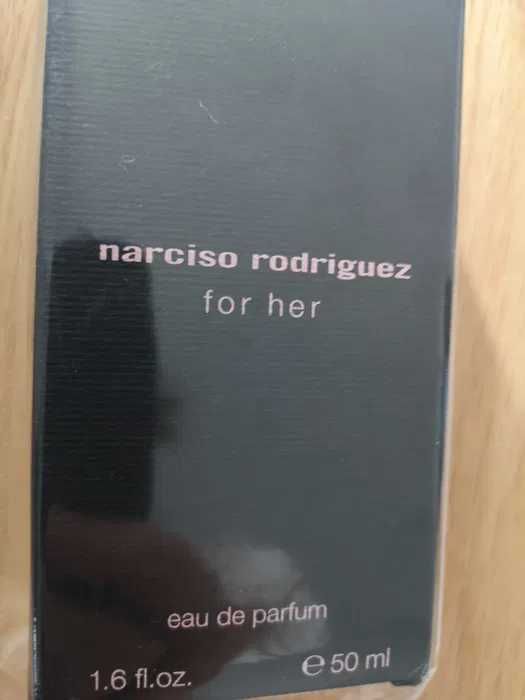 narciso rodriguez
for her
eau de parfum
1.6 fl.oz. ℮ 50 ml